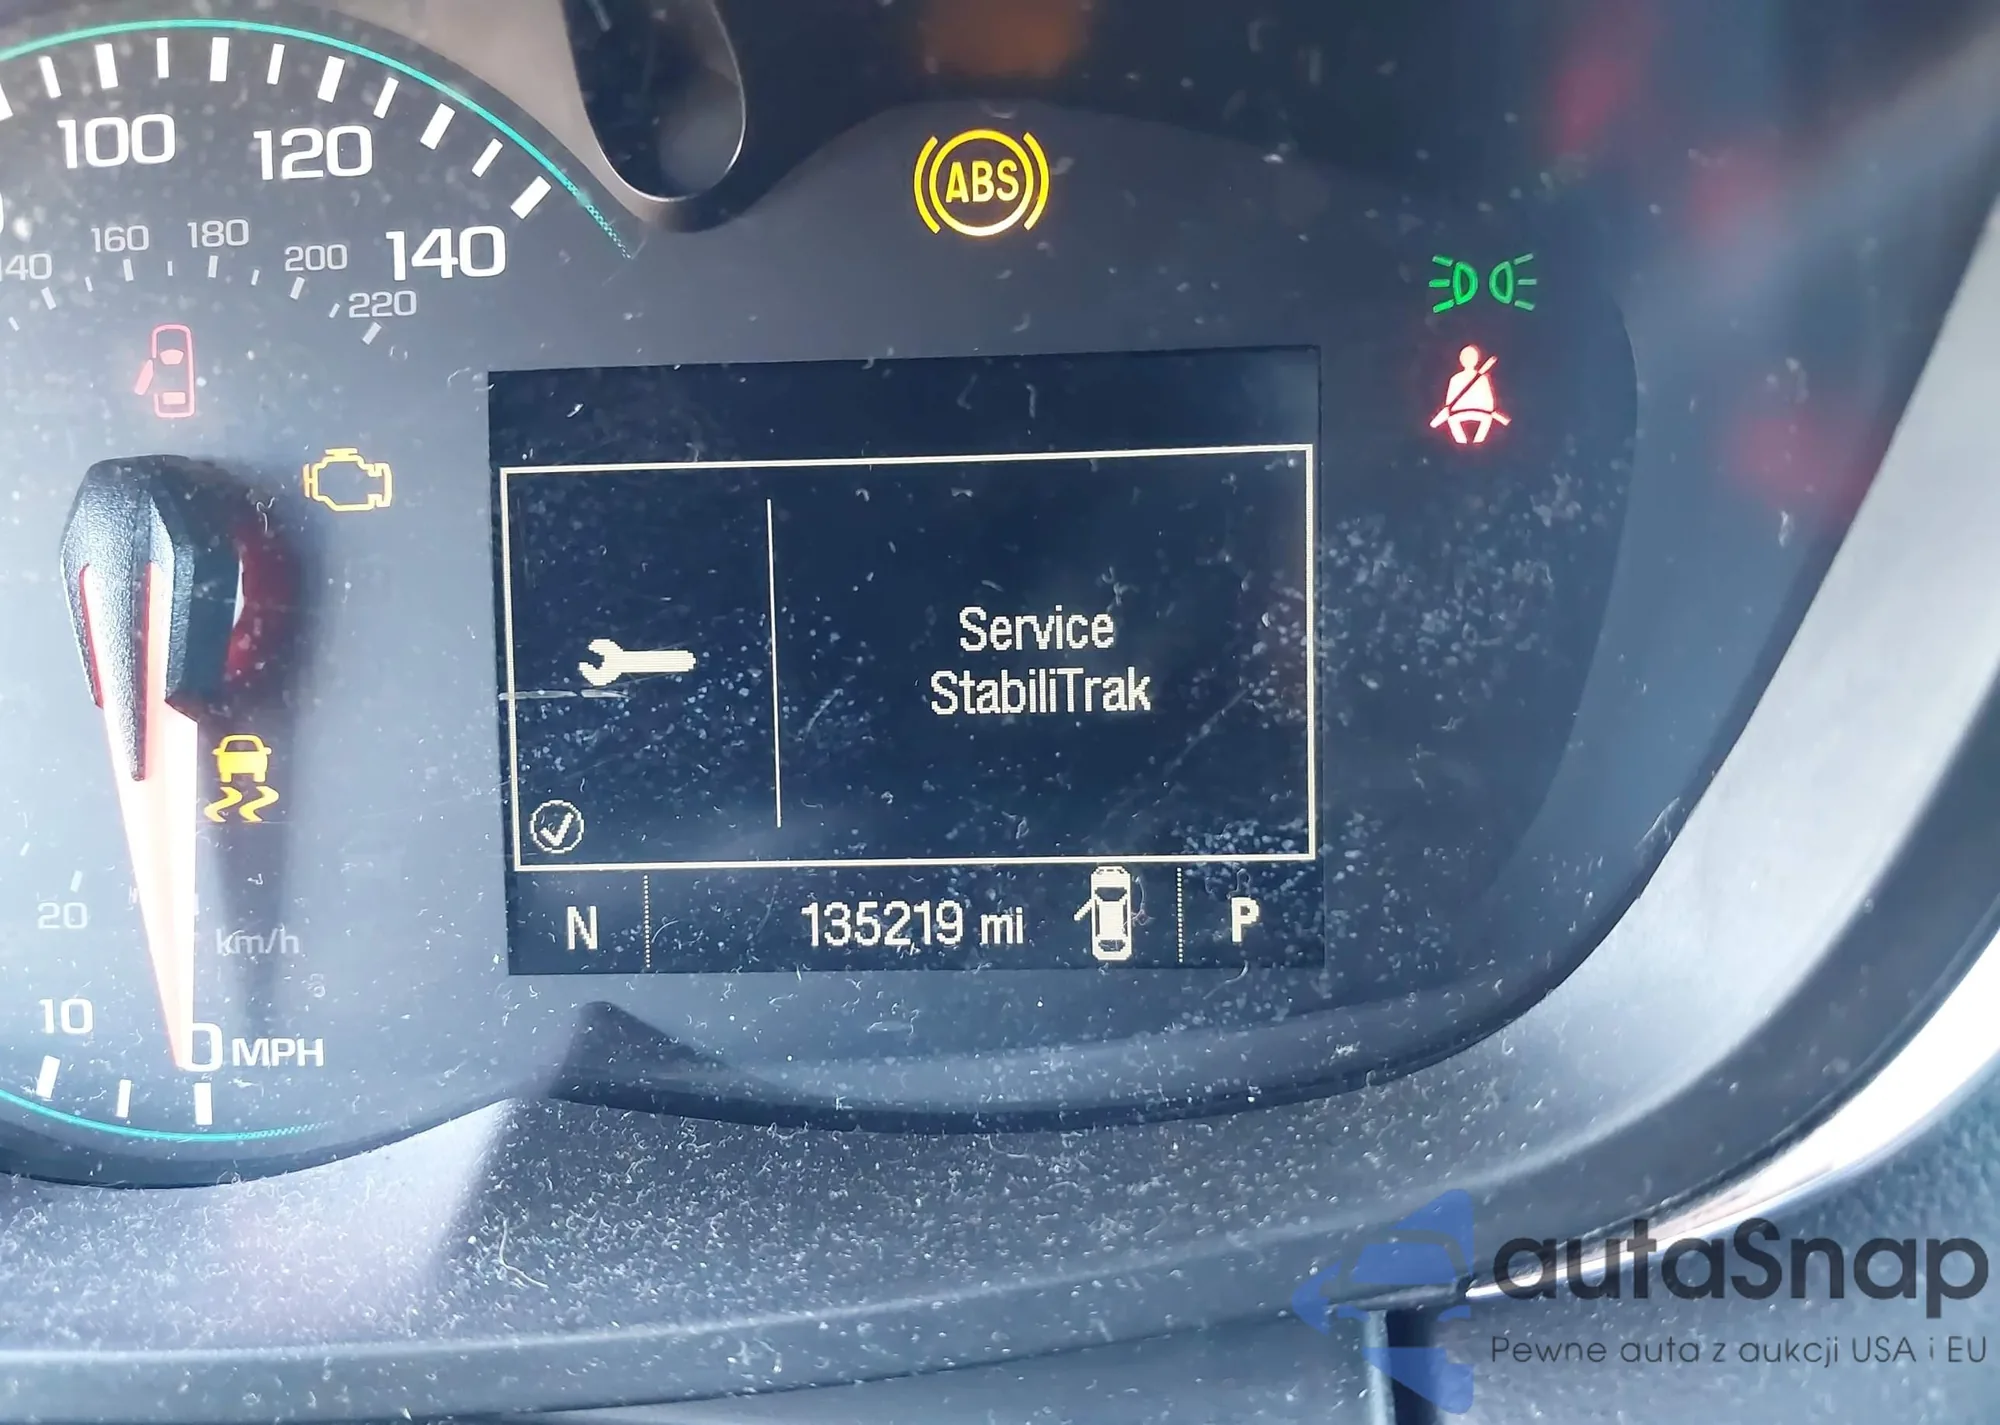 100
120
140
160
180
200
220
40
ABS
Service
StabiliTrak
N
135219 mi
P
20
km/h
10
0 MPH
autaSnap
Pewne auta z aukcji USA i EU